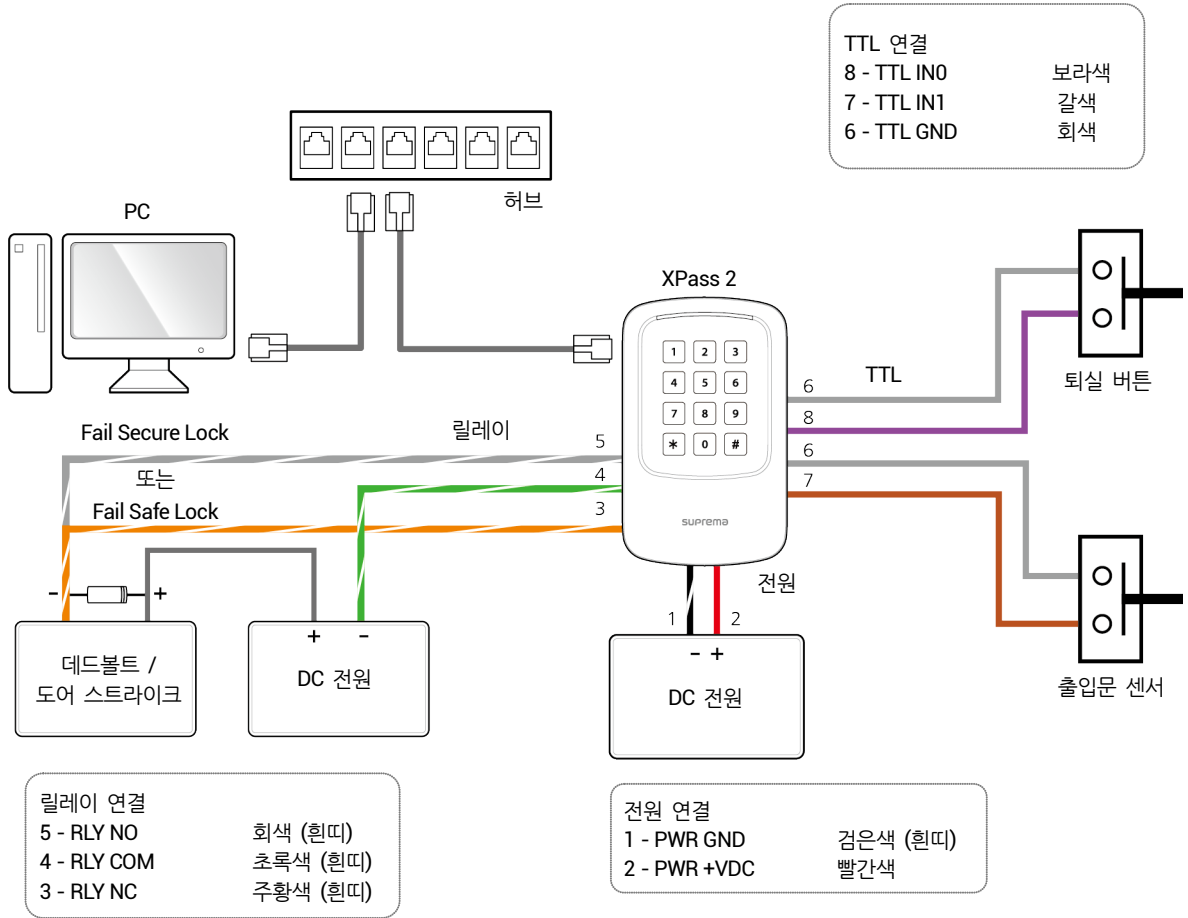 TTL 연결
8 - TTL IN0 보라색
7 - TTL IN1 갈색
6 - TTL GND 회색
허브
PC
XPass 2
1 2 3
4 5 6
7 8 9
* 0 #
suprema
6
TTL
8
6
7
퇴실 버튼
출입문 센서
Fail Secure Lock
릴레이
5
또는
4
Fail Safe Lock
3
전원
1 2
- +
DC 전원
- +
데드볼트 /
도어 스트라이크
+ -
DC 전원
릴레이 연결
5 - RLY NO 회색 (흰띠)
4 - RLY COM 초록색 (흰띠)
3 - RLY NC 주황색 (흰띠)
전원 연결
1 - PWR GND 검은색 (흰띠)
2 - PWR +VDC 빨간색